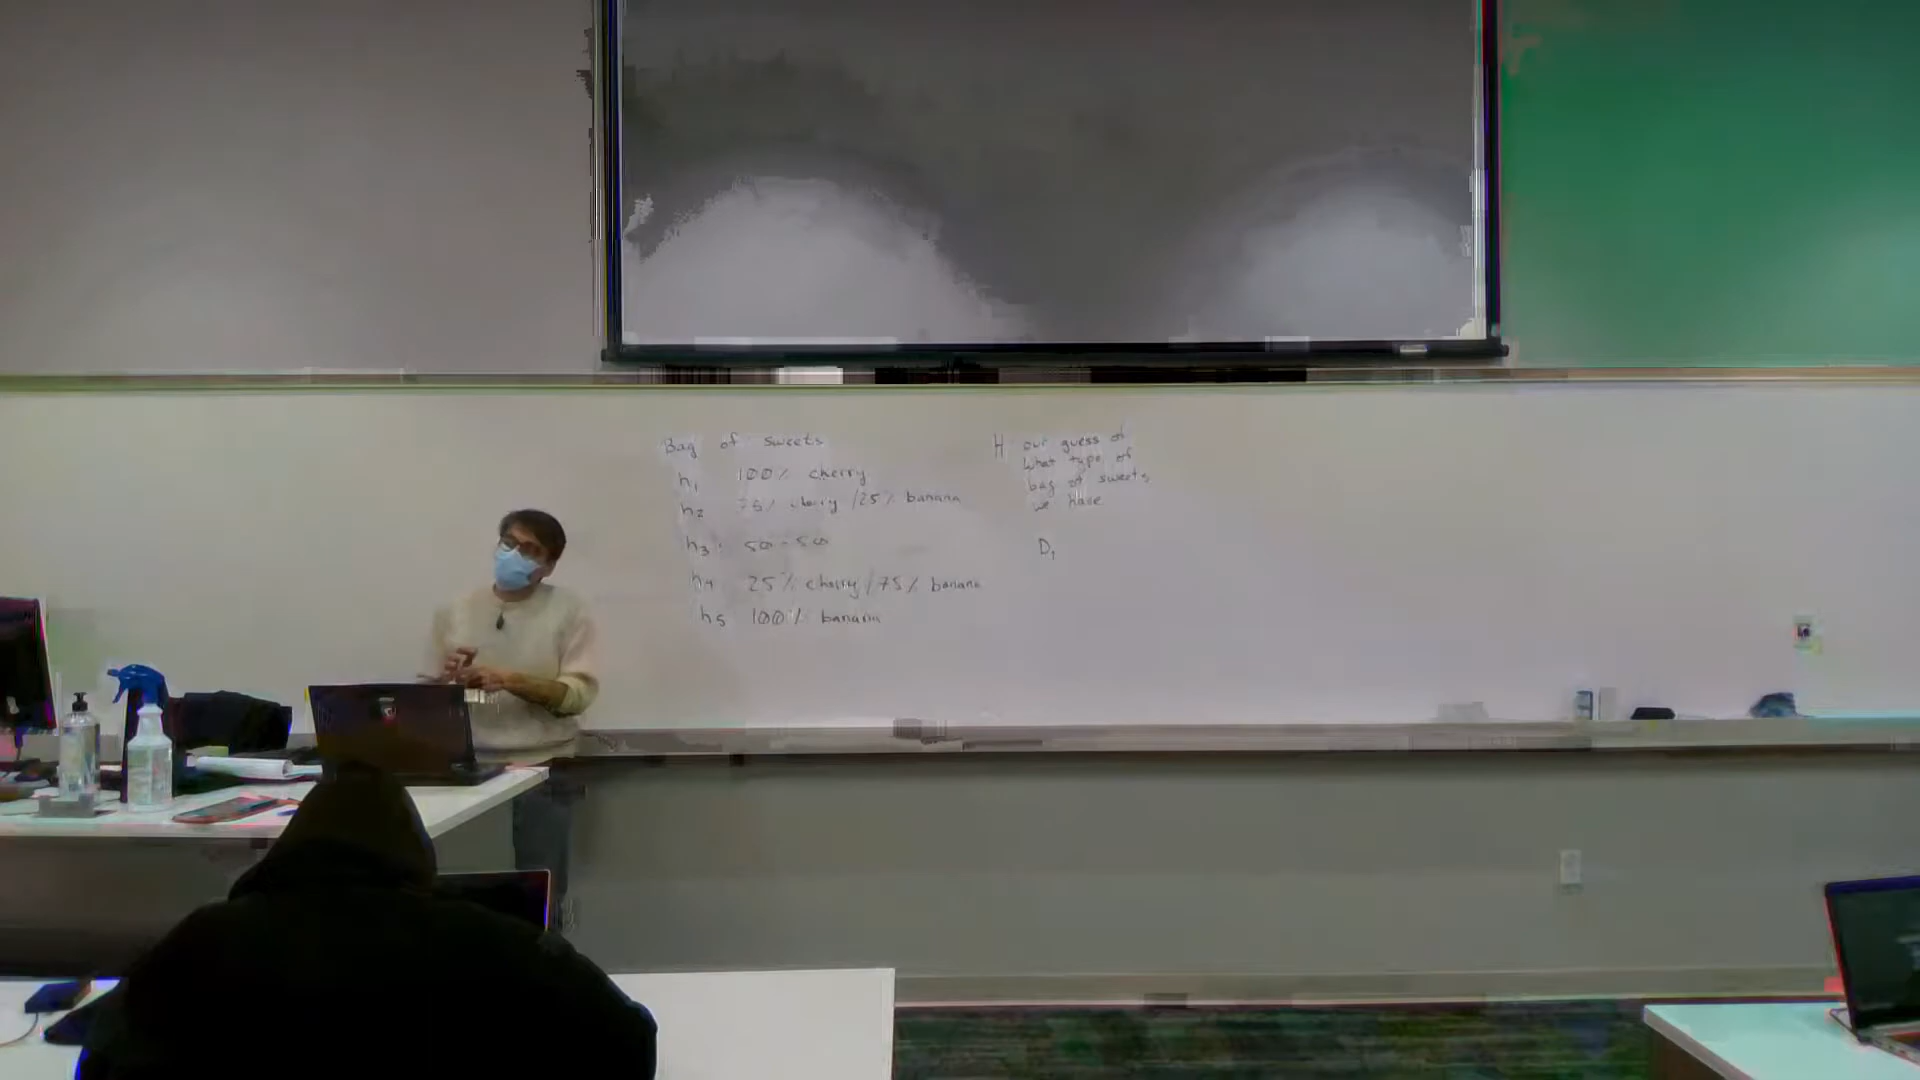 Bag of sweets
h1 100% cherry
h2 75% cherry / 25% banana
h3: 50-50
h4 25% cherry / 75% banana
h5 100% banana
H our guess of
what type of
bag of sweets
we have
D1